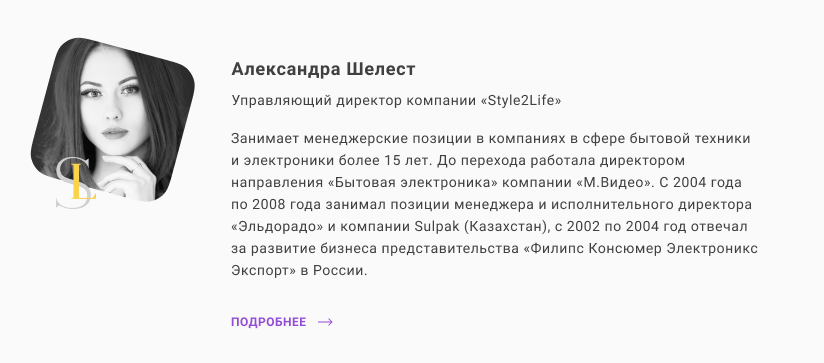 Александра Шелест
Управляющий директор компании «Style2Life»
Занимает менеджерские позиции в компаниях в сфере бытовой техники
и электроники более 15 лет. До перехода работала директором
направления «Бытовая электроника» компании «М.Видео». С 2004 года
по 2008 года занимал позиции менеджера и исполнительного директора
«Эльдорадо» и компании Sulpak (Казахстан), с 2002 по 2004 год отвечал
за развитие бизнеса представительства «Филипс Консюмер Электроникс
Экспорт» в России.
SL
ПОДРОБНЕЕ →